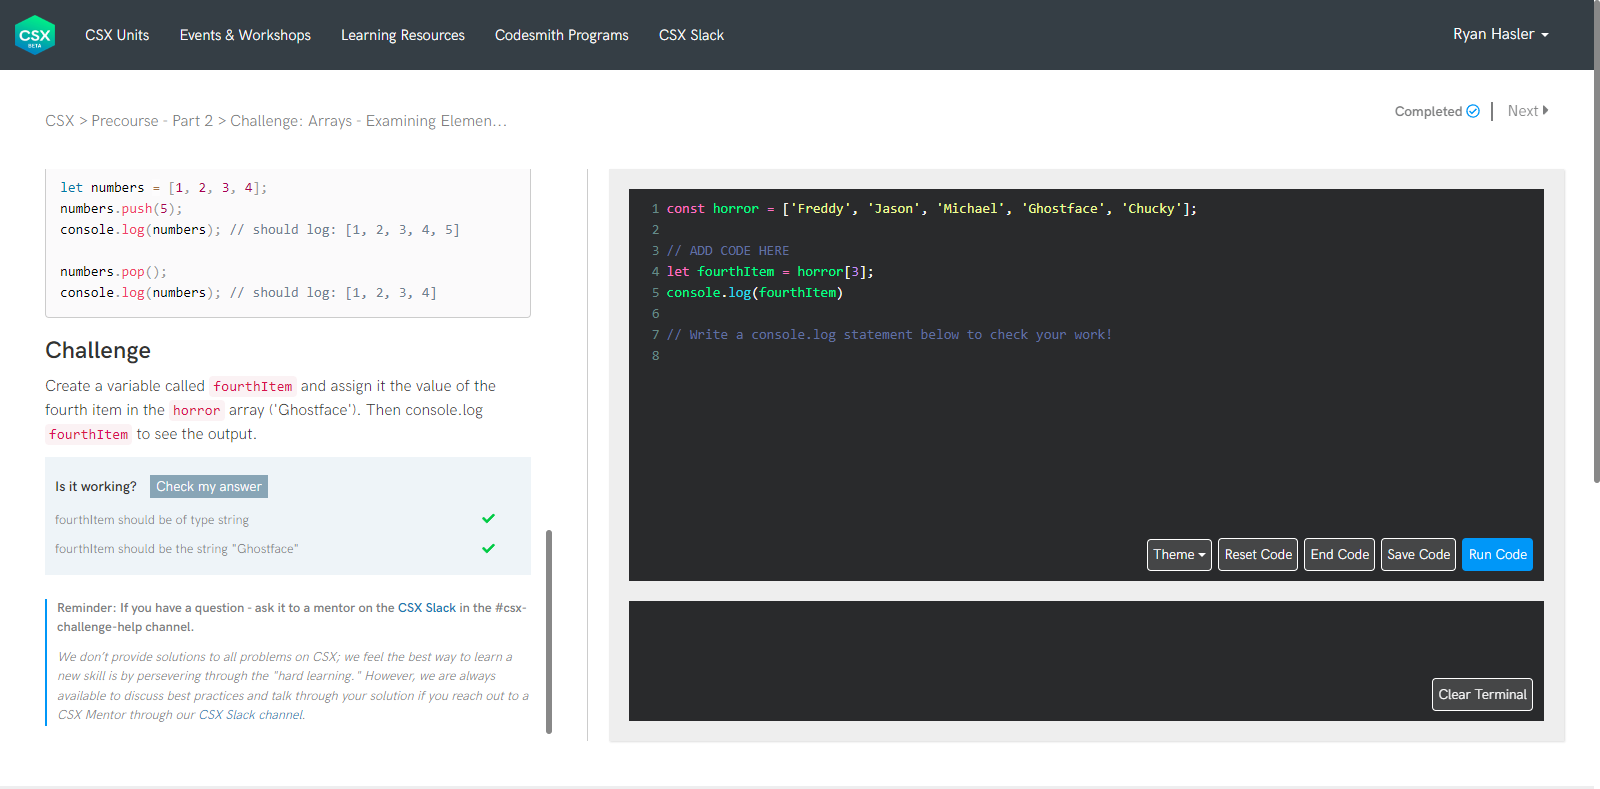 CSX
BETA
CSX Units
Events & Workshops
Learning Resources
Codesmith Programs
CSX Slack
Ryan Hasler
CSX > Precourse - Part 2 > Challenge: Arrays - Examining Elemen...
Completed
Next
let numbers = [1, 2, 3, 4];
numbers.push(5);
console.log(numbers); // should log: [1, 2, 3, 4, 5]
numbers.pop();
console.log(numbers); // should log: [1, 2, 3, 4]
Challenge
Create a variable called fourthItem and assign it the value of the
fourth item in the horror array ('Ghostface'). Then console.log
fourthItem to see the output.
Is it working? Check my answer
fourthItem should be of type string
fourthItem should be the string "Ghostface"
Reminder: If you have a question - ask it to a mentor on the CSX Slack in the #csx-
challenge-help channel.
We don't provide solutions to all problems on CSX; we feel the best way to learn a
new skill is by persevering through the "hard learning." However, we are always
available to discuss best practices and talk through your solution if you reach out to a
CSX Mentor through our CSX Slack channel.
1 const horror = ['Freddy', 'Jason', 'Michael', 'Ghostface', 'Chucky'];
2
3 // ADD CODE HERE
4 let fourthItem = horror[3];
5 console.log(fourthItem)
6
7 // Write a console.log statement below to check your work!
8
Theme
Reset Code
End Code
Save Code
Run Code
Clear Terminal